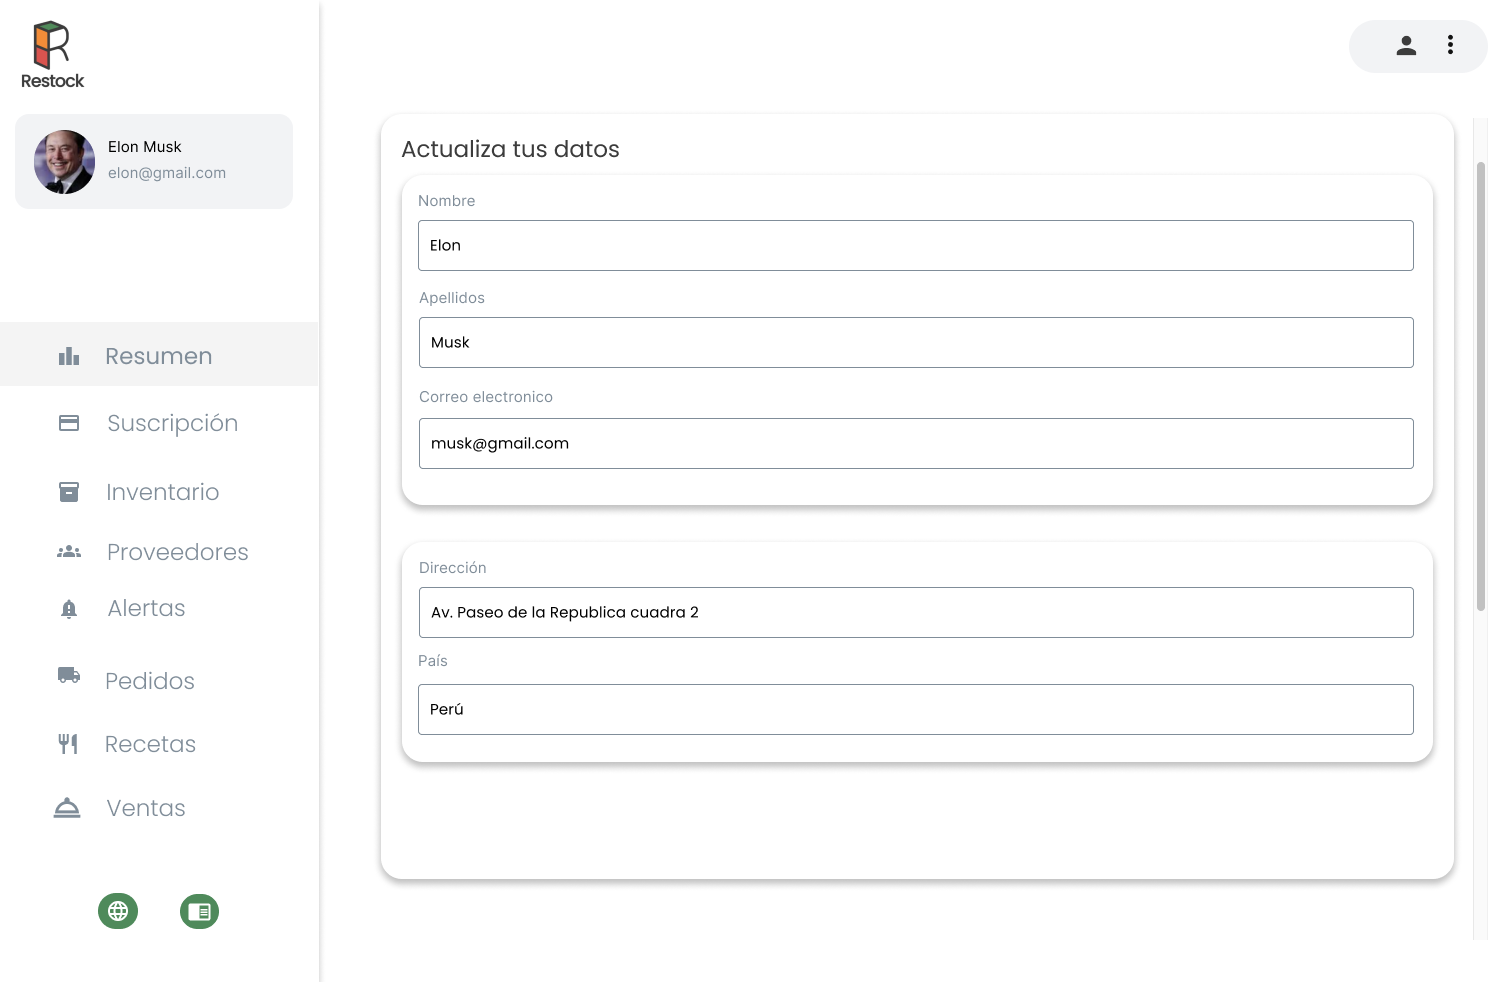 Restock
Elon Musk
elon@gmail.com
Resumen
Suscripción
Inventario
Proveedores
Alertas
Pedidos
Recetas
Ventas
Actualiza tus datos
Nombre
Elon
Apellidos
Musk
Correo electronico
musk@gmail.com
Dirección
Av. Paseo de la Republica cuadra 2
País
Perú